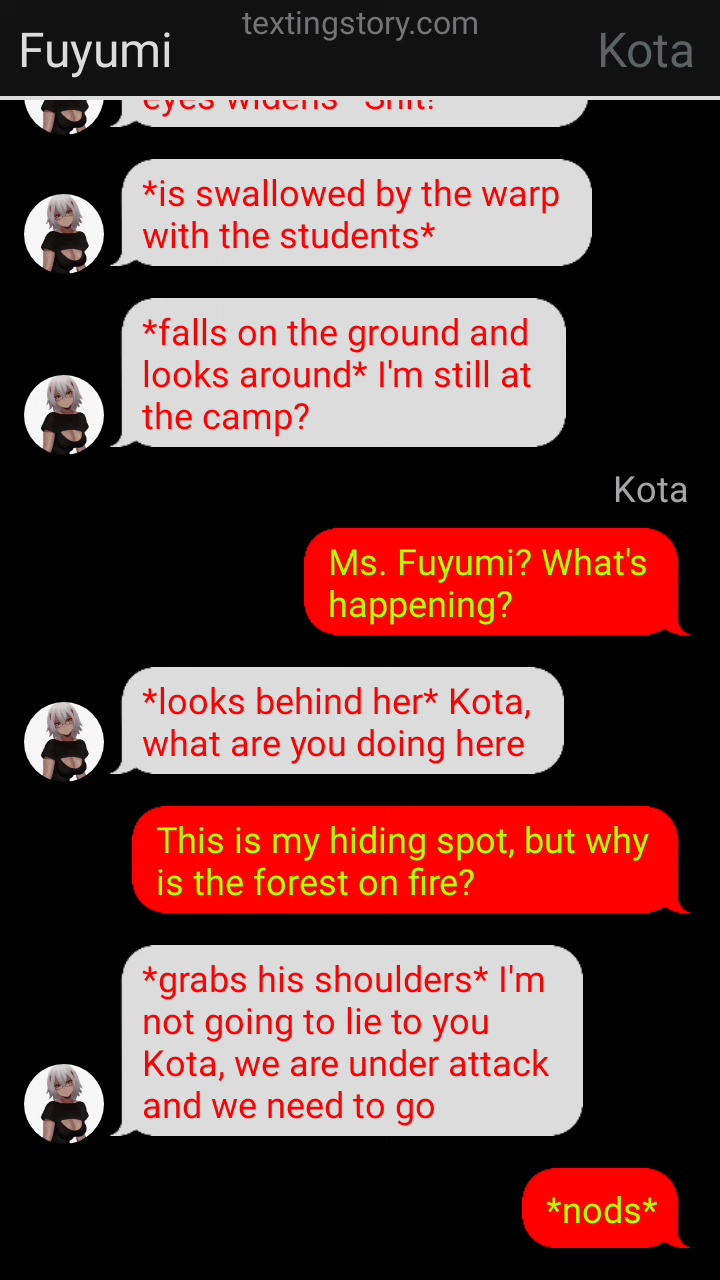 textingstory.com
Fuyumi
Kota
eyes widens* Shit!
*is swallowed by the warp
with the students*
*falls on the ground and
looks around* I'm still at
the camp?
Kota
Ms. Fuyumi? What's
happening?
*looks behind her* Kota,
what are you doing here
This is my hiding spot, but why
is the forest on fire?
*grabs his shoulders* I'm
not going to lie to you
Kota, we are under attack
and we need to go
*nods*